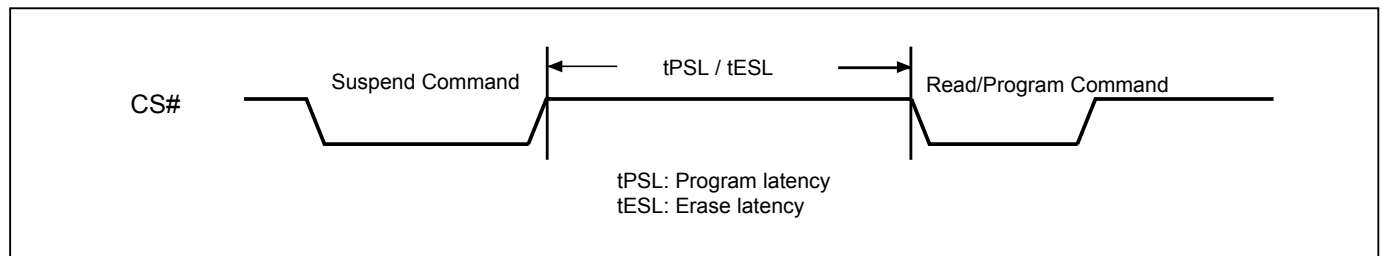 tPSL / tESL
Suspend Command
Read/Program Command
CS#
tPSL: Program latency
tESL: Erase latency